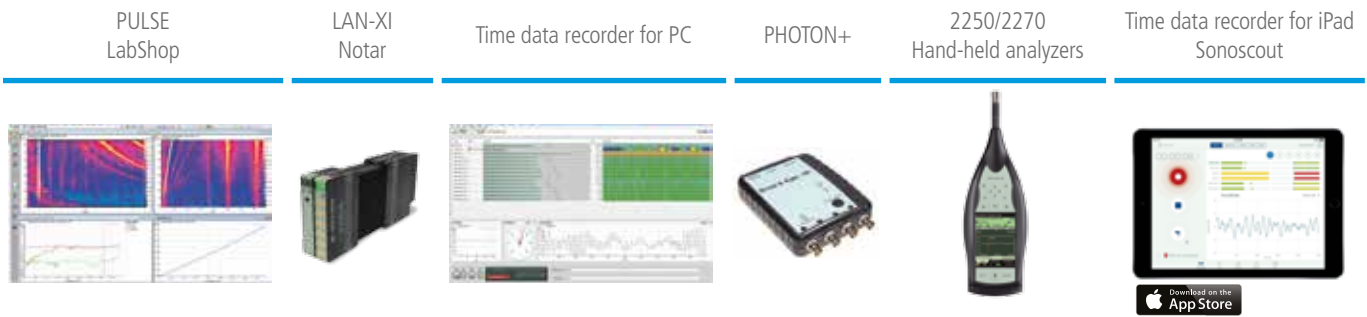 PULSE
LabShop
LAN-XI
Notar
Time data recorder for PC
PHOTON+
2250/2270
Hand-held analyzers
Time data recorder for iPad
Sonoscout
Download on the
App Store